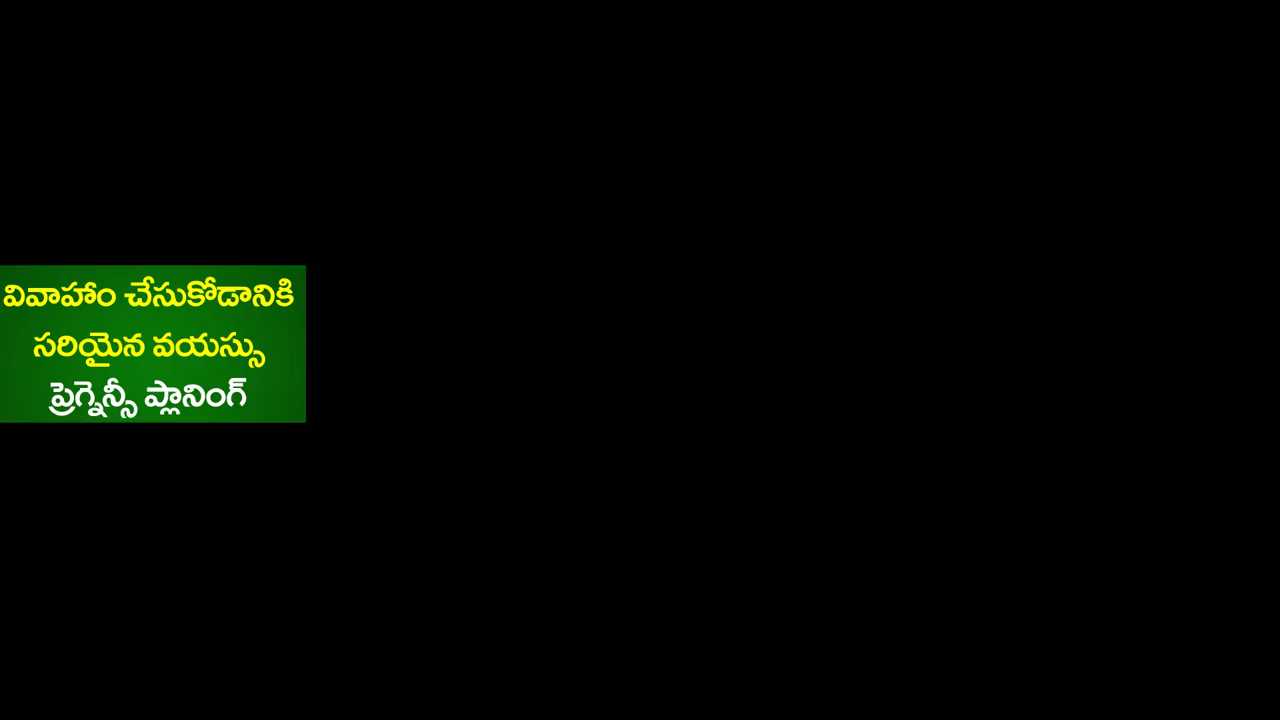 వివాహాం చేసుకోడానికి
సరియైన వయస్సు
ప్రెగ్నెన్సీ ప్లానింగ్